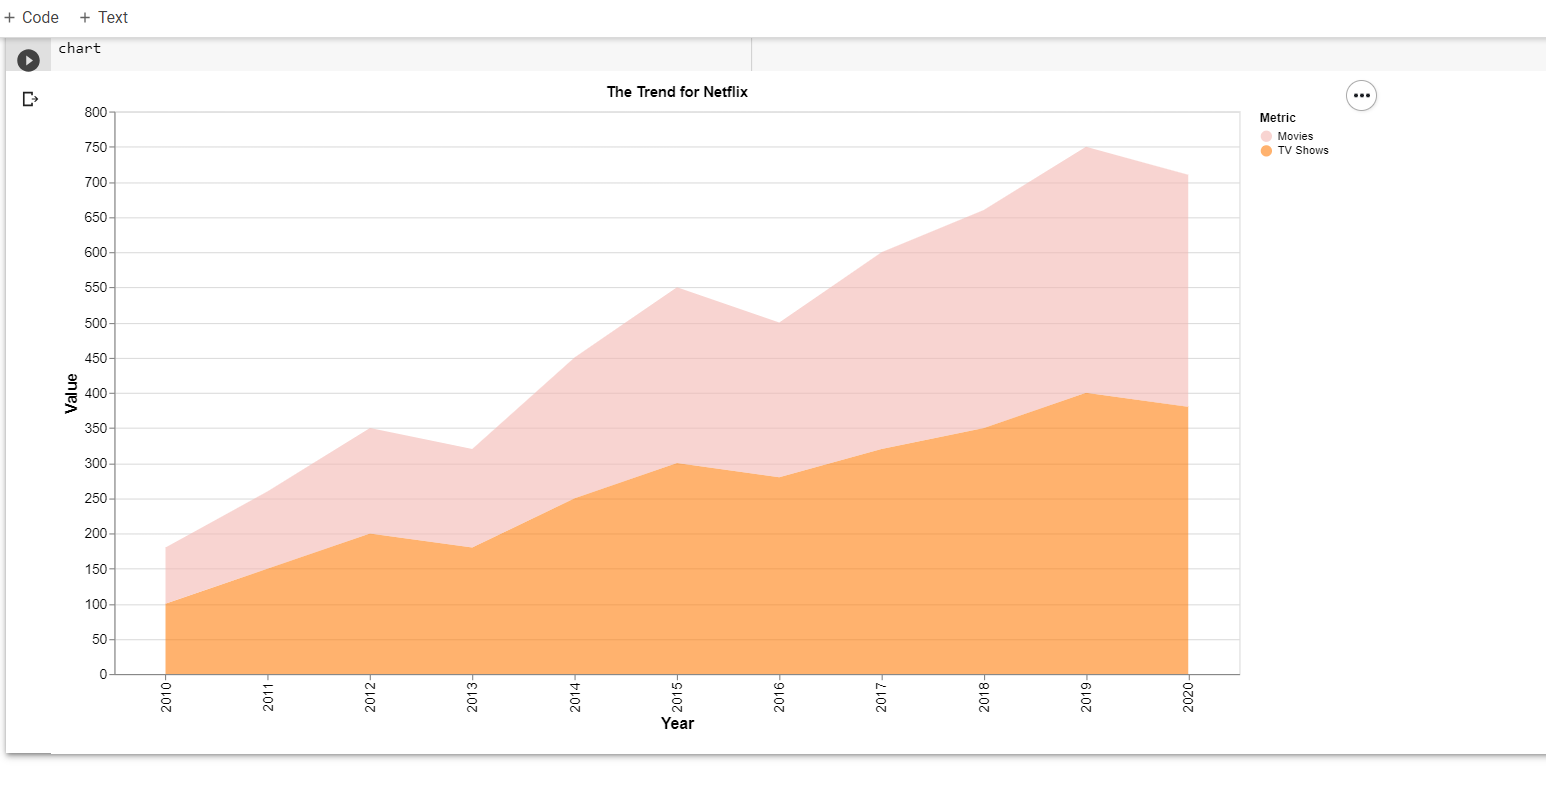 + Code + Text
chart
The Trend for Netflix
Metric
Movies
TV Shows
800
750
700
650
600
550
500
450
400
350
300
250
200
150
100
50
0
Value
2010 2011 2012 2013 2014 2015 2016 2017 2018 2019 2020
Year